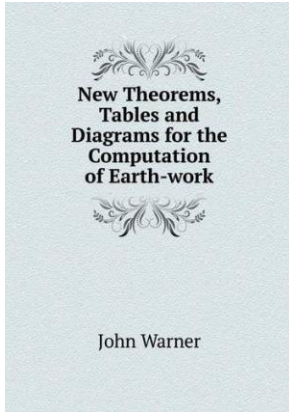 New Theorems,
Tables and
Diagrams for the
Computation
of Earth-work
John Warner